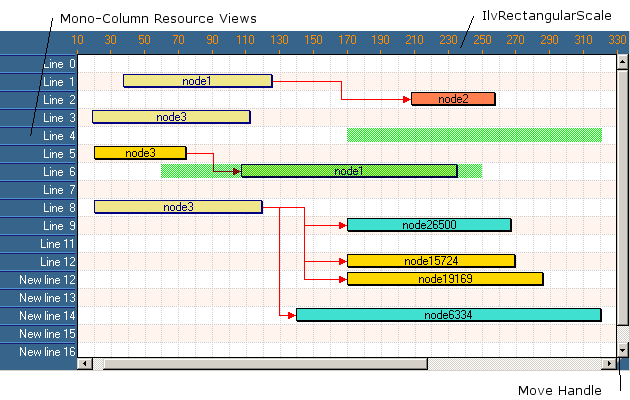 Mono-Column Resource Views
IlvRectangularScale
10 30 50 70 90 110 130 150 170 190 210 230 250 270 290 310 330
Line 0
Line 1 node1
Line 2 node2
Line 3 node3
Line 4
Line 5 node3
Line 6 node1
Line 7
Line 8 node3
Line 9 node26500
Line 11
Line 12 node15724
New line 12 node19169
New line 13
New line 14 node6334
New line 15
New line 16
Move Handle